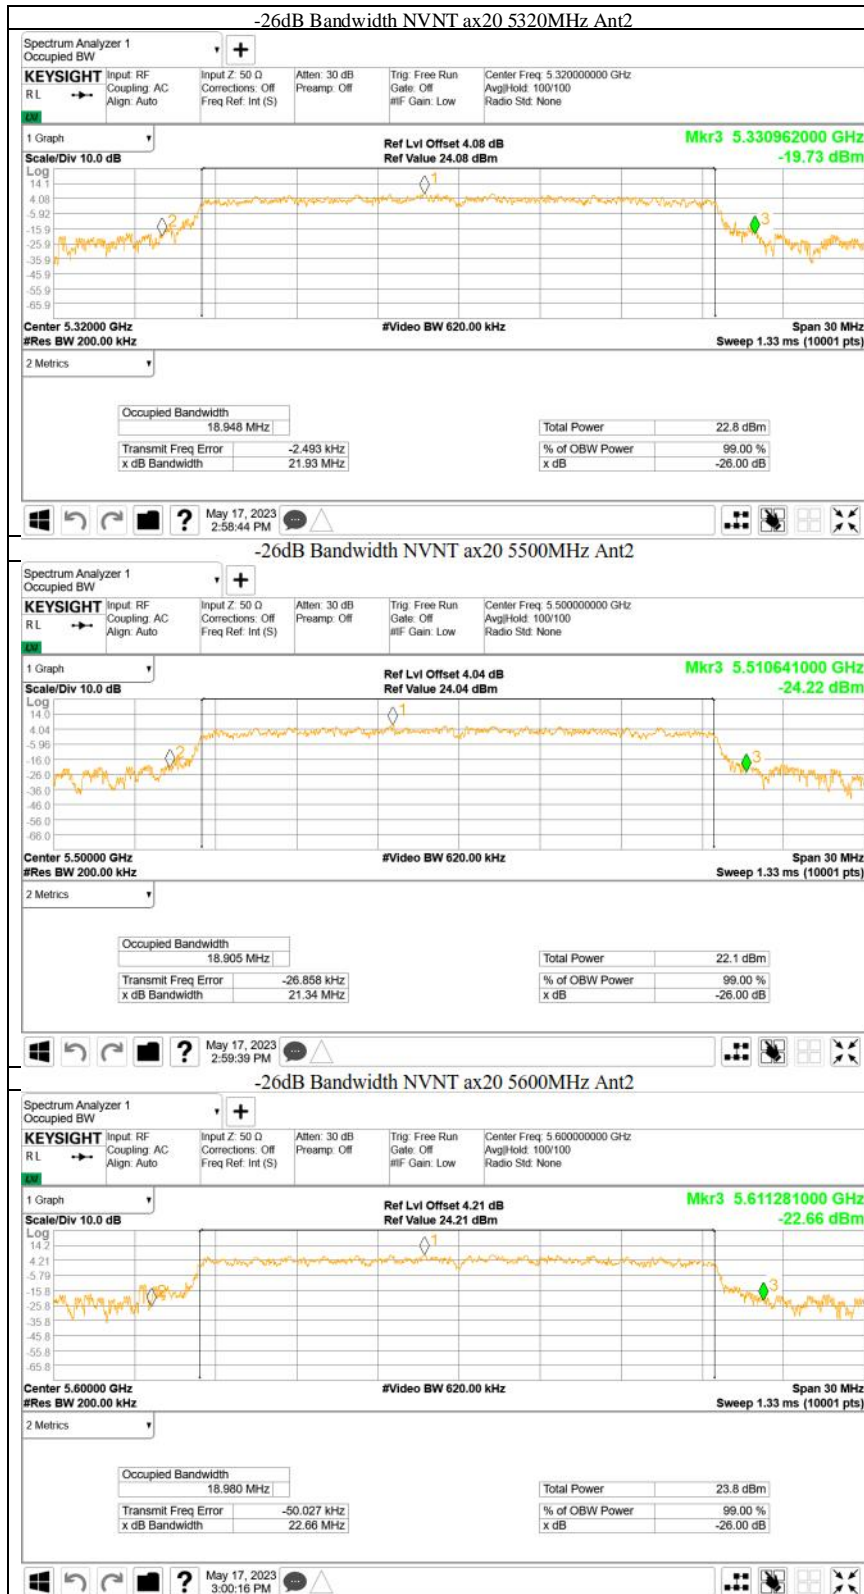 -26dB Bandwidth NVNT ax20 5320MHz Ant2
Spectrum Analyzer 1
Occupied BW
KEYSIGHT Input: RF Input Z: 50 Ω Atten: 30 dB Trig: Free Run Center Freq: 5.320000000 GHz
RL Coupling: AC Corrections: Off Preamp: Off Gate: Off Avg|Hold: 100/100
Align: Auto Freq Ref: Int (S) #IF Gain: Low Radio Std: None
1 Graph Ref Lvl Offset 4.08 dB Mkr3 5.330962000 GHz
Scale/Div 10.0 dB Ref Value 24.08 dBm -19.73 dBm
Log
14.1
1
4.08
-5.92
2 3
-15.9
-25.9
-35.9
-45.9
-55.9
-65.9
Center 5.32000 GHz #Video BW 620.00 kHz Span 30 MHz
#Res BW 200.00 kHz Sweep 1.33 ms (10001 pts)
2 Metrics
Occupied Bandwidth
18.948 MHz Total Power 22.8 dBm
Transmit Freq Error -2.493 kHz % of OBW Power 99.00 %
x dB Bandwidth 21.93 MHz x dB -26.00 dB
? May 17, 2023
2:58:44 PM
-26dB Bandwidth NVNT ax20 5500MHz Ant2
Spectrum Analyzer 1
Occupied BW
KEYSIGHT Input: RF Input Z: 50 Ω Atten: 30 dB Trig: Free Run Center Freq: 5.500000000 GHz
RL Coupling: AC Corrections: Off Preamp: Off Gate: Off Avg|Hold: 100/100
Align: Auto Freq Ref: Int (S) #IF Gain: Low Radio Std: None
1 Graph Ref Lvl Offset 4.04 dB Mkr3 5.510641000 GHz
Scale/Div 10.0 dB Ref Value 24.04 dBm -24.22 dBm
Log
14.0
1
4.04
-5.96
2 3
-16.0
-26.0
-36.0
-46.0
-56.0
-66.0
Center 5.50000 GHz #Video BW 620.00 kHz Span 30 MHz
#Res BW 200.00 kHz Sweep 1.33 ms (10001 pts)
2 Metrics
Occupied Bandwidth
18.905 MHz Total Power 22.1 dBm
Transmit Freq Error -26.858 kHz % of OBW Power 99.00 %
x dB Bandwidth 21.34 MHz x dB -26.00 dB
? May 17, 2023
2:59:39 PM
-26dB Bandwidth NVNT ax20 5600MHz Ant2
Spectrum Analyzer 1
Occupied BW
KEYSIGHT Input: RF Input Z: 50 Ω Atten: 30 dB Trig: Free Run Center Freq: 5.600000000 GHz
RL Coupling: AC Corrections: Off Preamp: Off Gate: Off Avg|Hold: 100/100
Align: Auto Freq Ref: Int (S) #IF Gain: Low Radio Std: None
1 Graph Ref Lvl Offset 4.21 dB Mkr3 5.611281000 GHz
Scale/Div 10.0 dB Ref Value 24.21 dBm -22.66 dBm
Log
14.2
1
4.21
-5.79
2 3
-15.8
-25.8
-35.8
-45.8
-55.8
-65.8
Center 5.60000 GHz #Video BW 620.00 kHz Span 30 MHz
#Res BW 200.00 kHz Sweep 1.33 ms (10001 pts)
2 Metrics
Occupied Bandwidth
18.980 MHz Total Power 23.8 dBm
Transmit Freq Error -50.027 kHz % of OBW Power 99.00 %
x dB Bandwidth 22.66 MHz x dB -26.00 dB
? May 17, 2023
3:00:16 PM